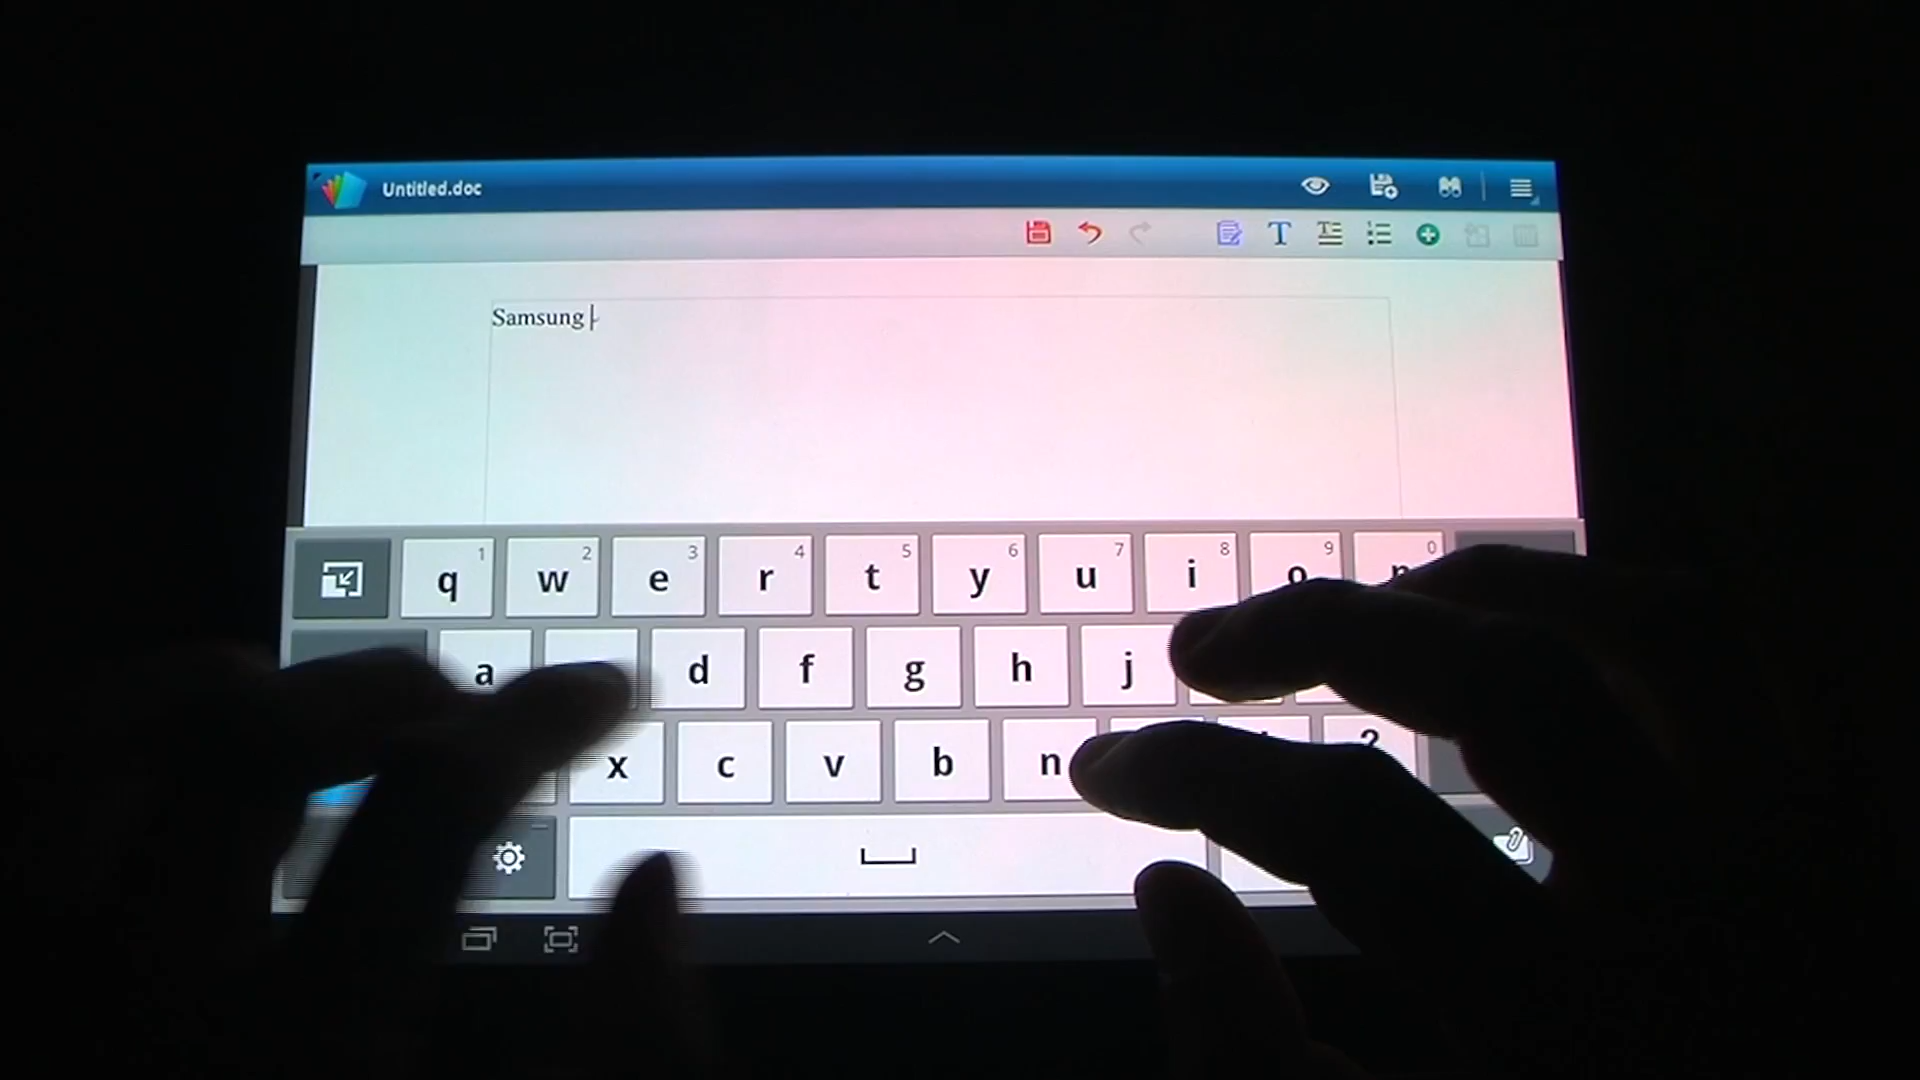 Untitled.doc
T T
Samsung
1 2 3 4 5 6 7 8 9 0
q w e r t y u i o p
a d f g h j
x c v b n ?